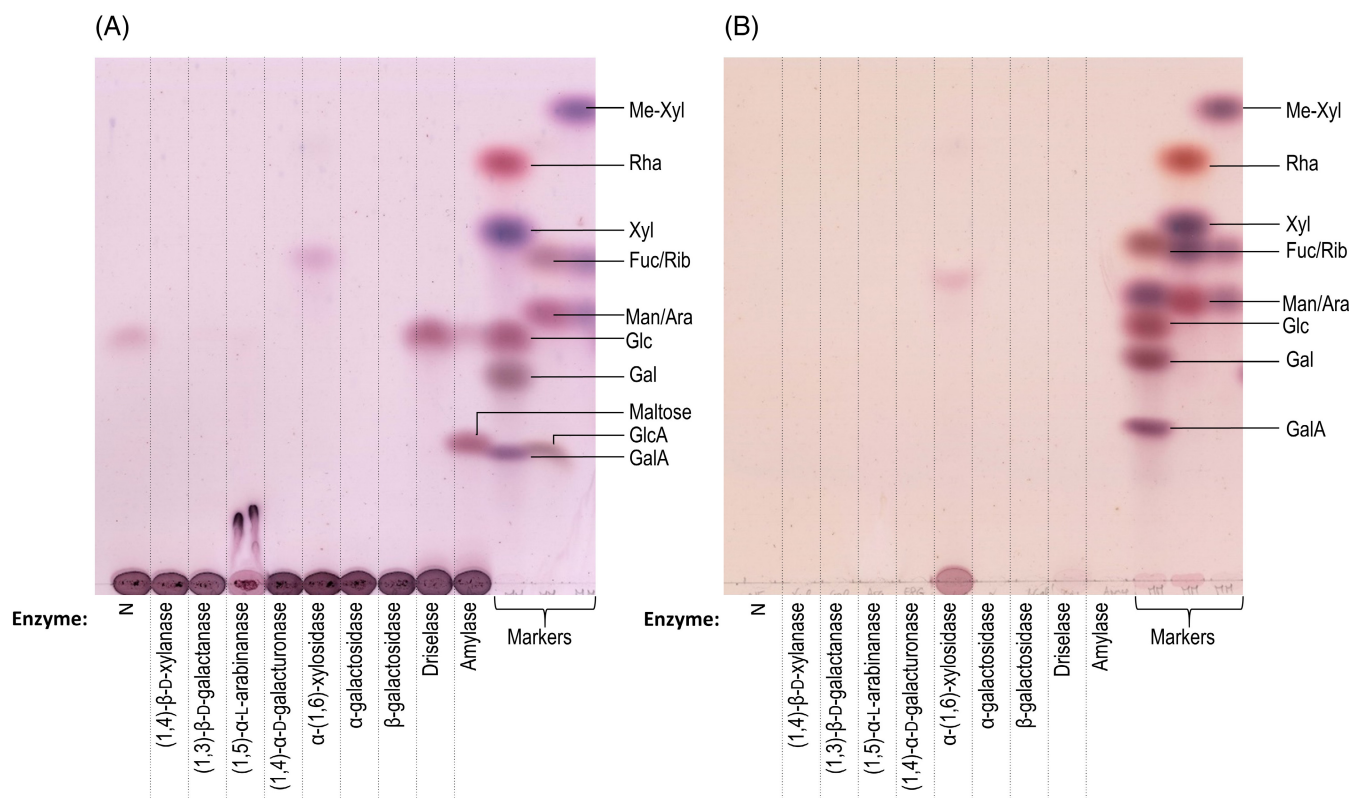 (A)
Me-Xyl
Rha
Xyl
Fuc/Rib
Man/Ara
Glc
Gal
Maltose
GlcA
GalA
Enzyme:
N
(1,4)-β-D-xylanase
(1,3)-β-D-galactanase
(1,5)-α-L-arabinanase
(1,4)-α-D-galacturonase
α-(1,6)-xylosidase
α-galactosidase
β-galactosidase
Driselase
Amylase
Markers
(B)
Me-Xyl
Rha
Xyl
Fuc/Rib
Man/Ara
Glc
Gal
GalA
Enzyme:
N
(1,4)-β-D-xylanase
(1,3)-β-D-galactanase
(1,5)-α-L-arabinanase
(1,4)-α-D-galacturonase
α-(1,6)-xylosidase
α-galactosidase
β-galactosidase
Driselase
Amylase
Markers